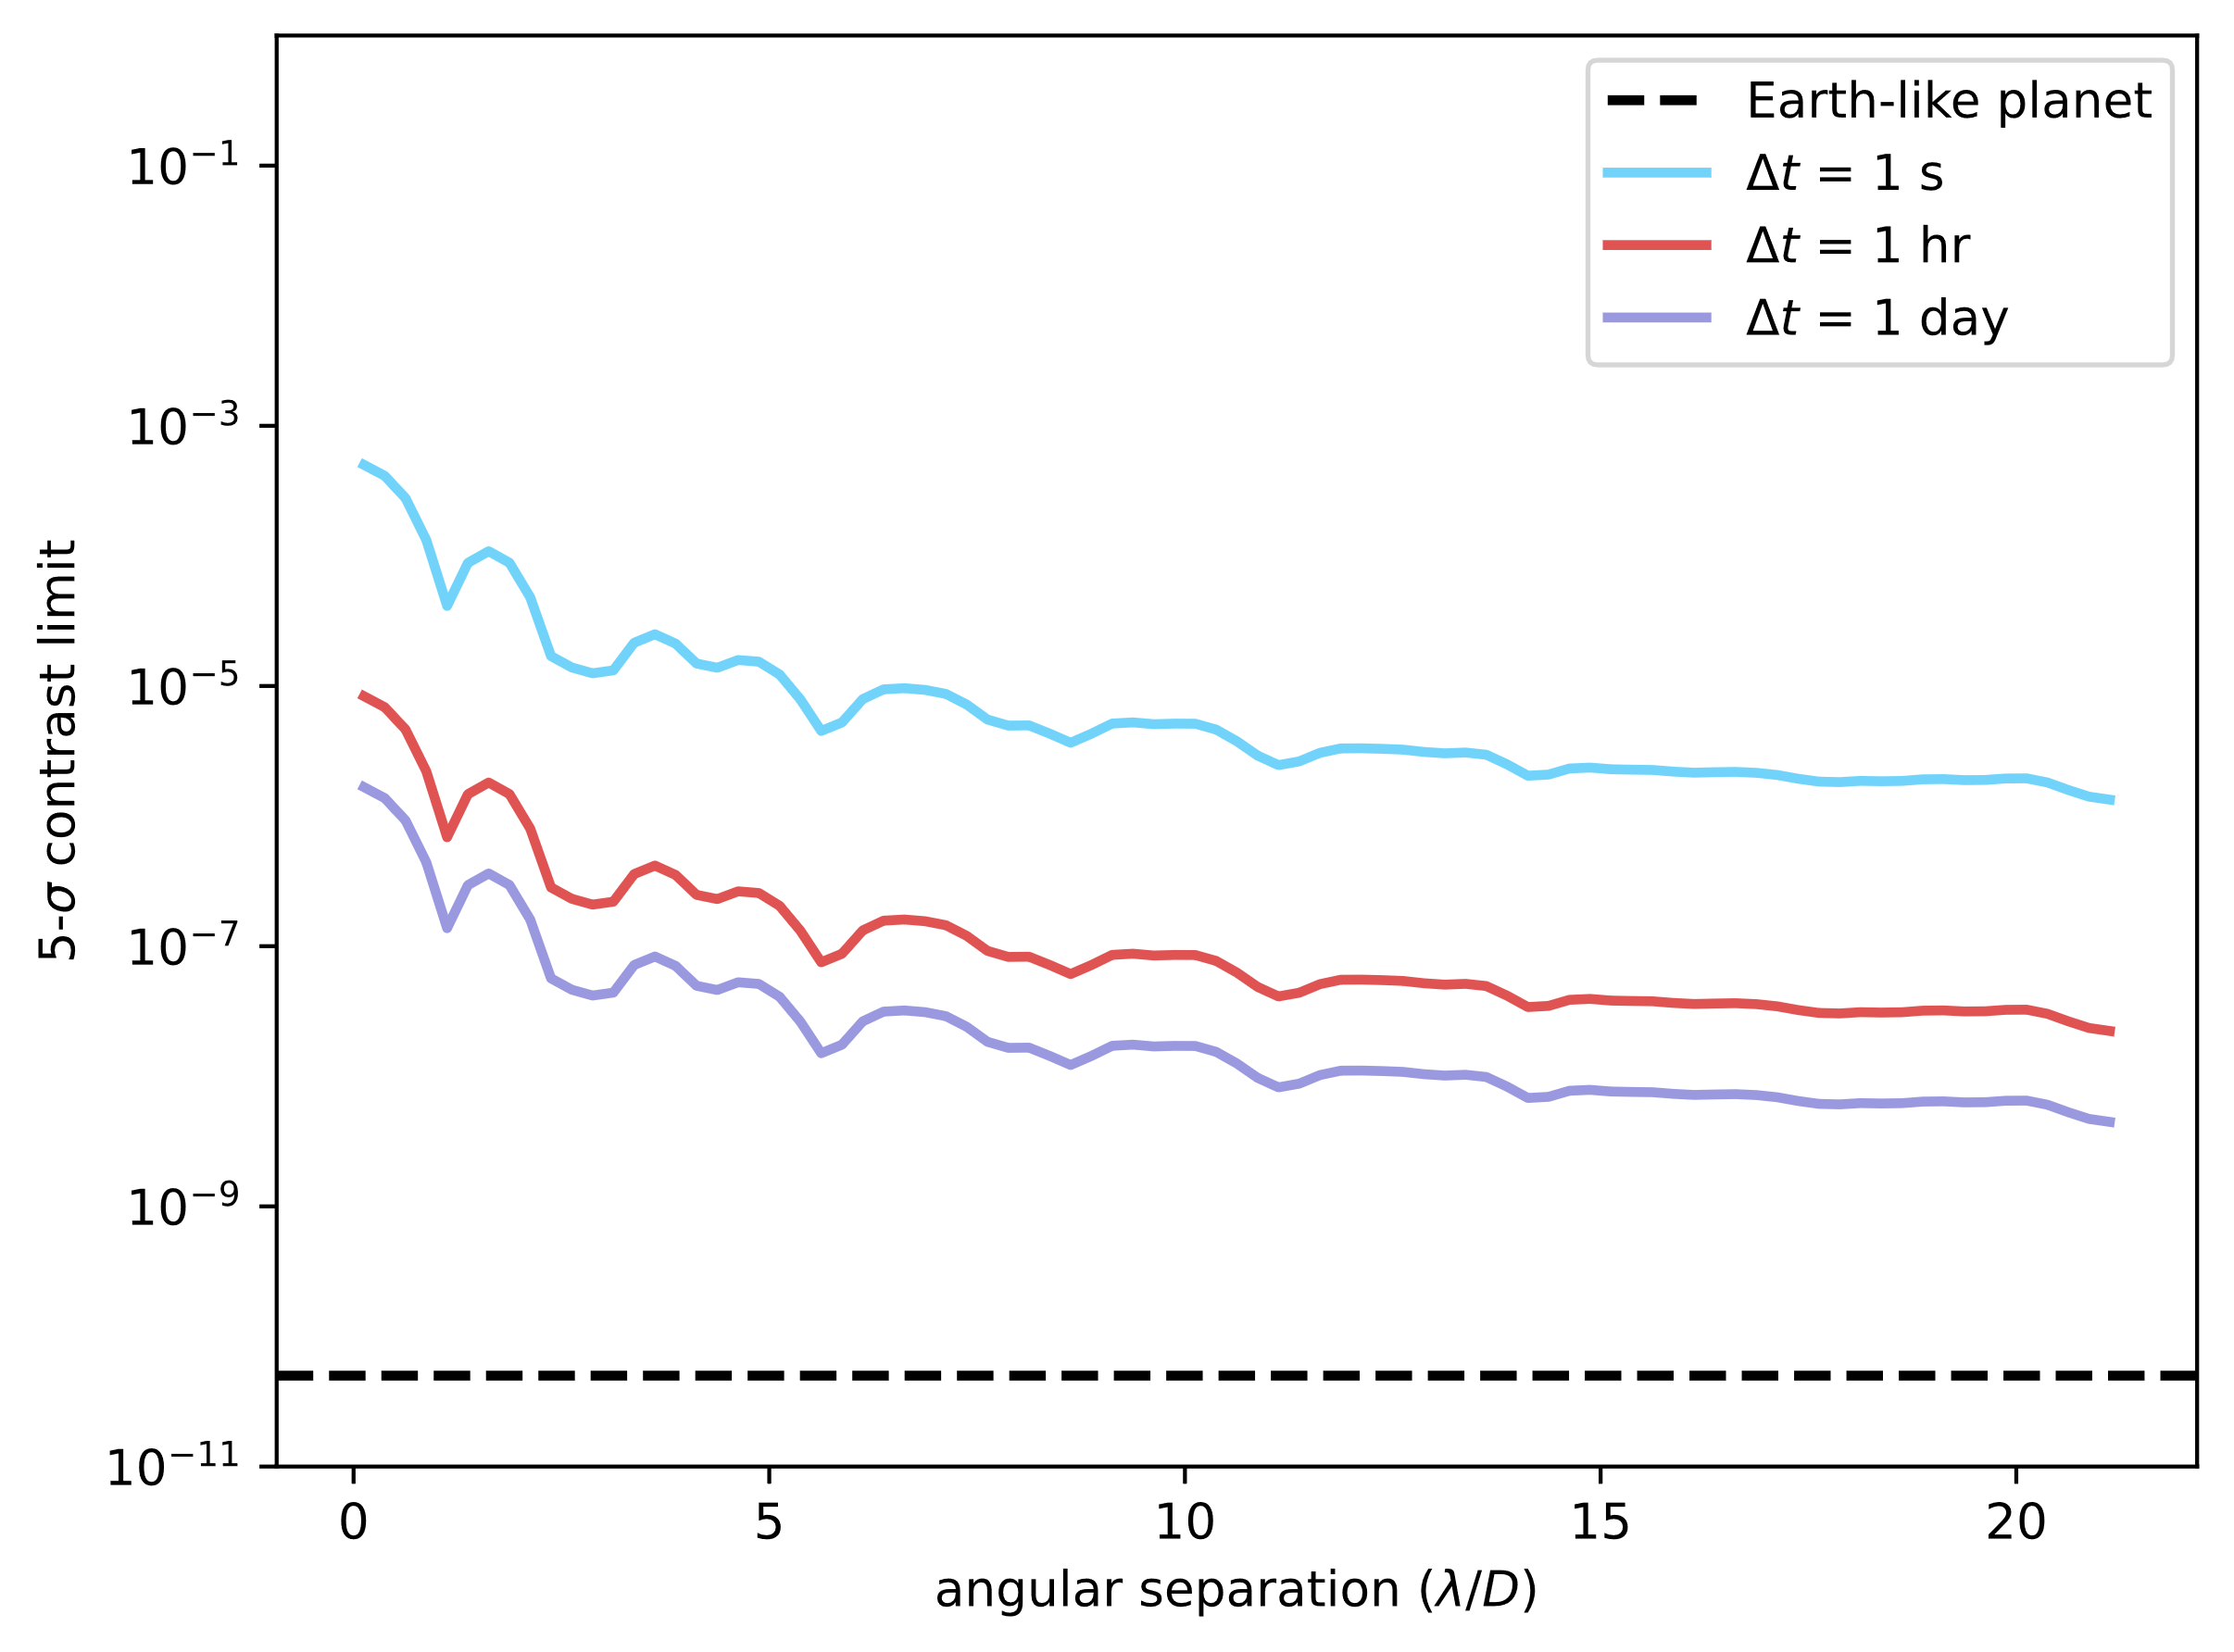 Earth-like planet
Δt = 1 s
Δt = 1 hr
Δt = 1 day
10⁻¹
10⁻³
10⁻⁵
10⁻⁷
10⁻⁹
10⁻¹¹
5-σ contrast limit
0 5 10 15 20
angular separation (λ/D)